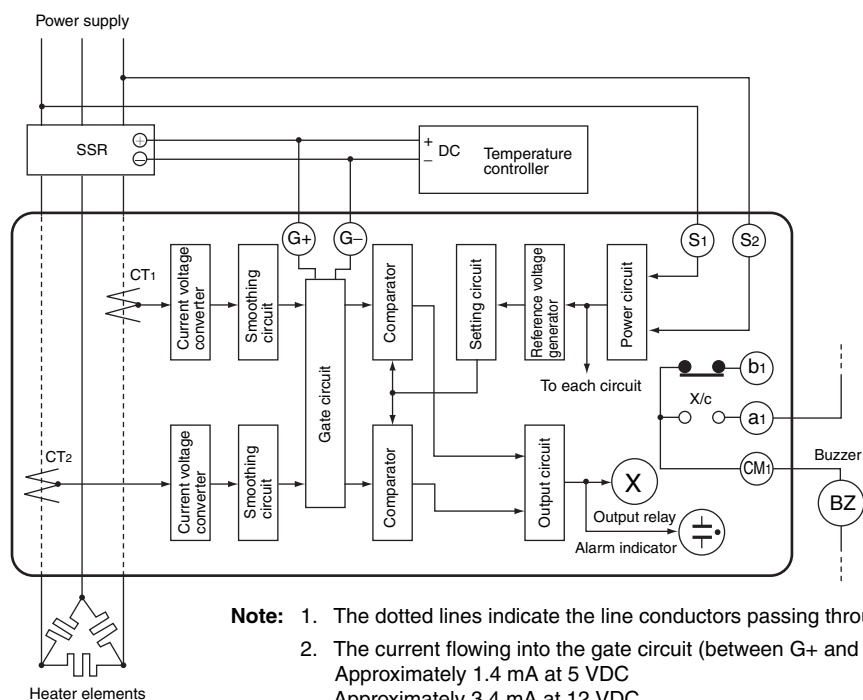 Power supply
SSR
+
−
+
−
DC
Temperature
controller
G+
G−
S1
S2
CT1
Current voltage
converter
Smoothing
circuit
Gate circuit
Comparator
Setting circuit
Reference voltage
generator
Power circuit
To each circuit
b1
X/c
a1
CM1
Buzzer
BZ
CT2
Current voltage
converter
Smoothing
circuit
Comparator
Output circuit
X
Output relay
Alarm indicator
Heater elements
Note: 1. The dotted lines indicate the line conductors passing
2. The current flowing into the gate circuit (between G+ and
Approximately 1.4 mA at 5 VDC
Approximately 3.4 mA at 12 VDC